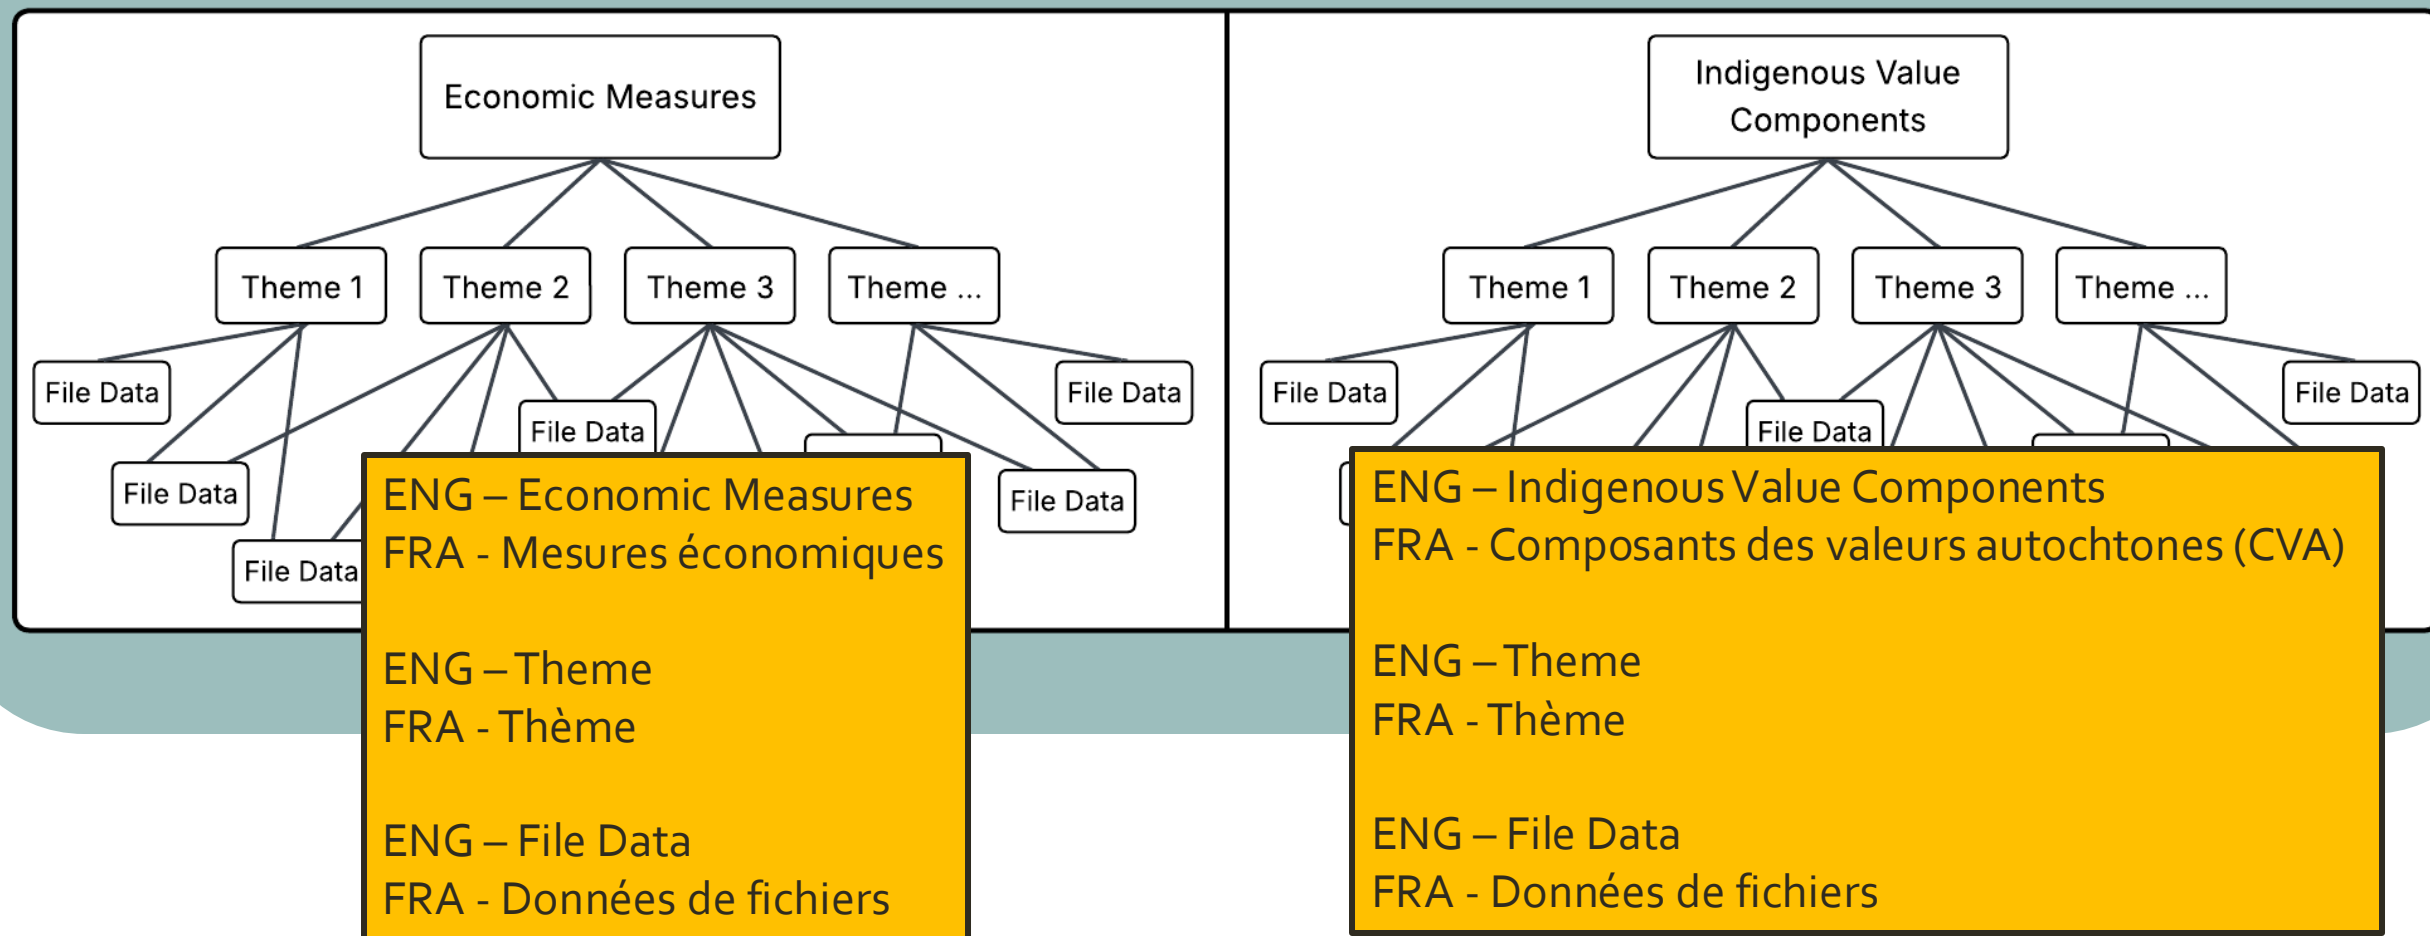 Economic Measures
Theme 1
Theme 2
Theme 3
Theme ...
File Data
File Data
File Data
File Data
File Data
File Data
ENG – Economic Measures
FRA - Mesures économiques
ENG – Theme
FRA - Thème
ENG – File Data
FRA - Données de fichiers
Indigenous Value
Components
Theme 1
Theme 2
Theme 3
Theme ...
File Data
File Data
File Data
ENG – Indigenous Value Components
FRA - Composants des valeurs autochtones (CVA)
ENG – Theme
FRA - Thème
ENG – File Data
FRA - Données de fichiers